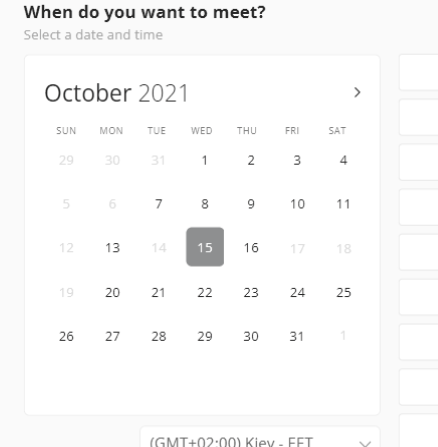 When do you want to meet?
Select a date and time
October 2021
SUN MON TUE WED THU FRI SAT
29 30 31 1 2 3 4
5 6 7 8 9 10 11
12 13 14 15 16 17 18
19 20 21 22 23 24 25
26 27 28 29 30 31 1
(GMT+02:00) Kiev - EET